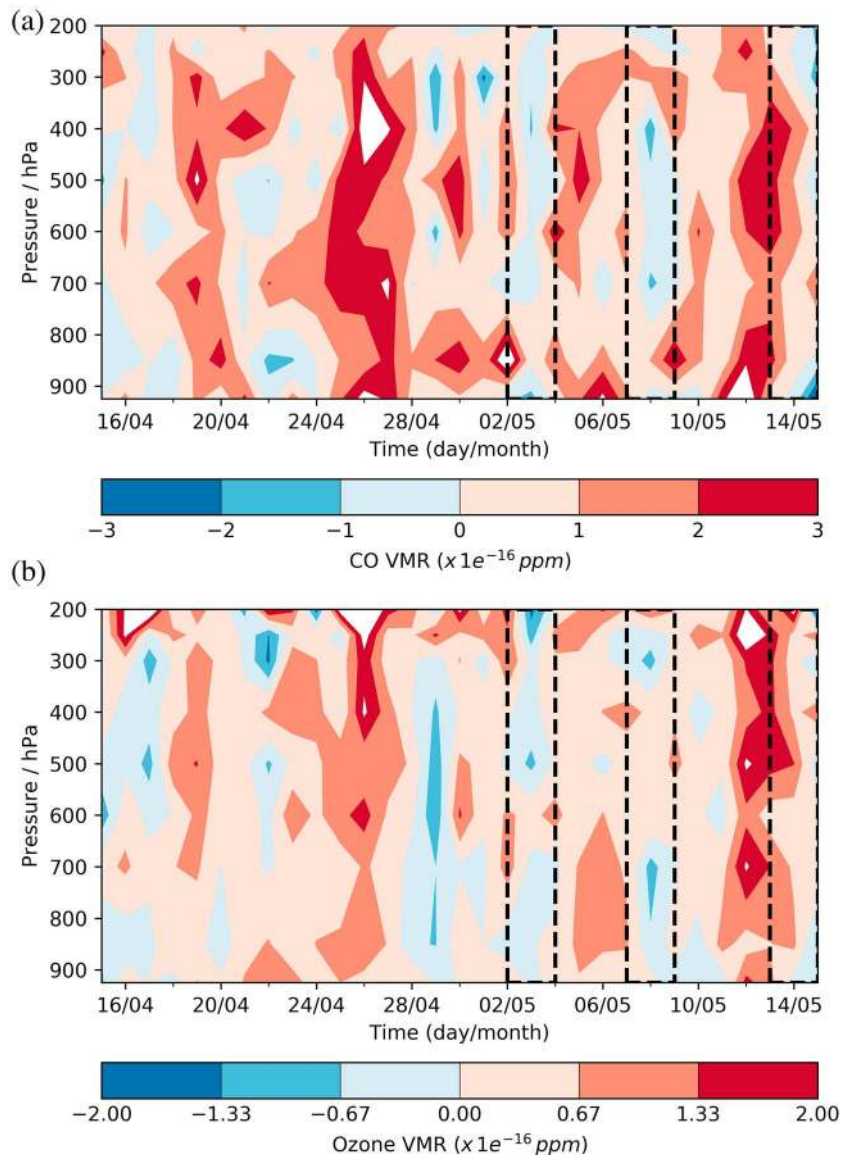 (a)
200
300
400
500
600
700
800
900
Pressure / hPa
16/04 20/04 24/04 28/04 02/05 06/05 10/05 14/05
Time (day/month)
−3 −2 −1 0 1 2 3
CO VMR (x 1e⁻¹⁶ ppm)
(b)
200
300
400
500
600
700
800
900
Pressure / hPa
16/04 20/04 24/04 28/04 02/05 06/05 10/05 14/05
Time (day/month)
−2.00 −1.33 −0.67 0.00 0.67 1.33 2.00
Ozone VMR (x 1e⁻¹⁶ ppm)